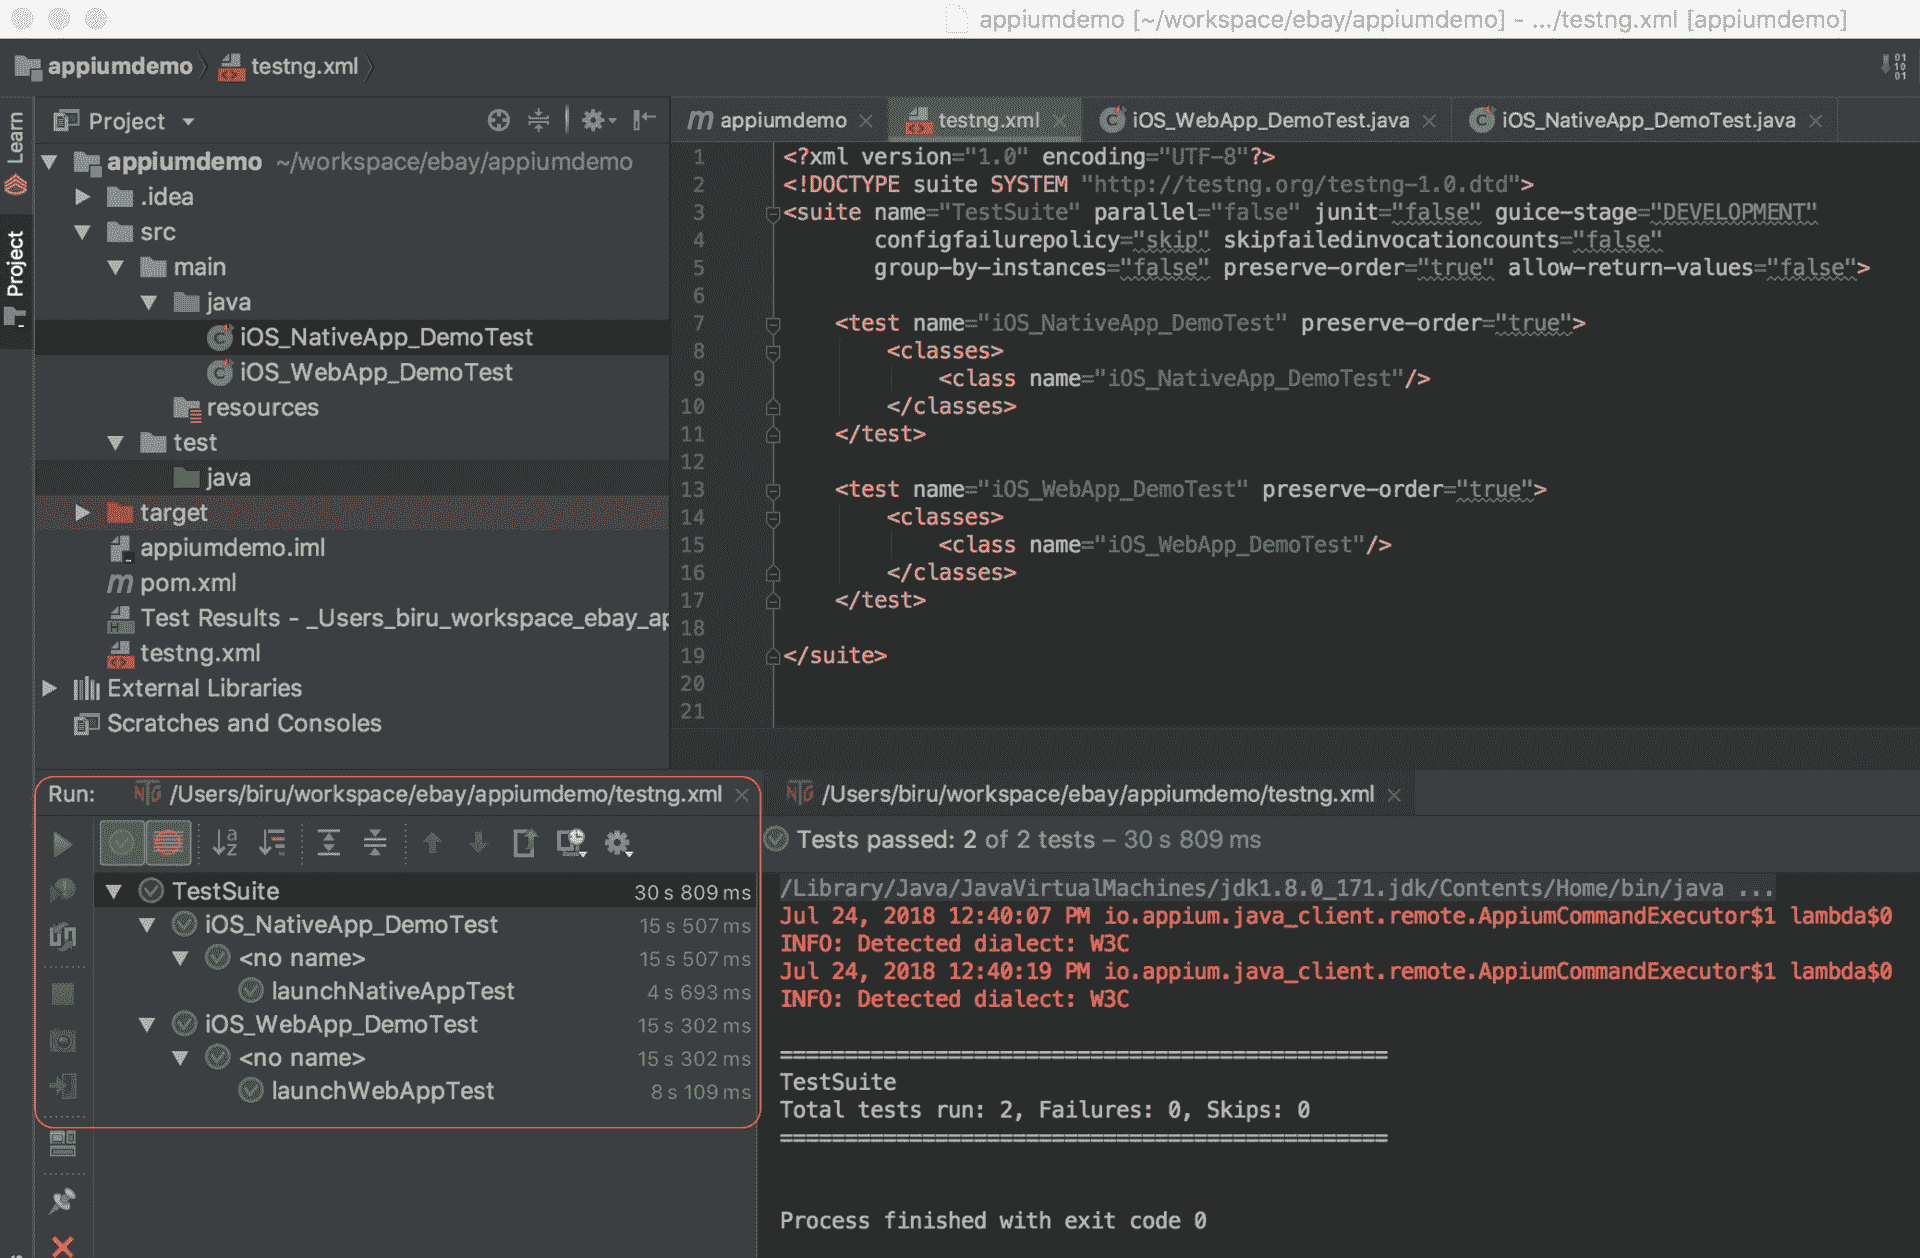 appiumdemo [~/workspace/ebay/appiumdemo] - .../testng.xml [appiumdemo]
appiumdemo testng.xml
Learn
Project
Project
appiumdemo ~/workspace/ebay/appiumdemo
.idea
src
main
java
iOS_NativeApp_DemoTest
iOS_WebApp_DemoTest
resources
test
java
target
appiumdemo.iml
pom.xml
Test Results - _Users_biru_workspace_ebay_ap
testng.xml
External Libraries
Scratches and Consoles
appiumdemo testng.xml iOS_WebApp_DemoTest.java iOS_NativeApp_DemoTest.java
1 <?xml version="1.0" encoding="UTF-8"?>
2 <!DOCTYPE suite SYSTEM "http://testng.org/testng-1.0.dtd">
3 <suite name="TestSuite" parallel="false" junit="false" guice-stage="DEVELOPMENT"
4 configfailurepolicy="skip" skipfailedinvocationcounts="false"
5 group-by-instances="false" preserve-order="true" allow-return-values="false">
6
7 <test name="iOS_NativeApp_DemoTest" preserve-order="true">
8 <classes>
9 <class name="iOS_NativeApp_DemoTest"/>
10 </classes>
11 </test>
12
13 <test name="iOS_WebApp_DemoTest" preserve-order="true">
14 <classes>
15 <class name="iOS_WebApp_DemoTest"/>
16 </classes>
17 </test>
18
19 </suite>
20
21
Run: /Users/biru/workspace/ebay/appiumdemo/testng.xml
TestSuite 30 s 809 ms
iOS_NativeApp_DemoTest 15 s 507 ms
<no name> 15 s 507 ms
launchNativeAppTest 4 s 693 ms
iOS_WebApp_DemoTest 15 s 302 ms
<no name> 15 s 302 ms
launchWebAppTest 8 s 109 ms
/Users/biru/workspace/ebay/appiumdemo/testng.xml
Tests passed: 2 of 2 tests – 30 s 809 ms
/Library/Java/JavaVirtualMachines/jdk1.8.0_171.jdk/Contents/Home/bin/java ...
Jul 24, 2018 12:40:07 PM io.appium.java_client.remote.AppiumCommandExecutor$1 lambda$0
INFO: Detected dialect: W3C
Jul 24, 2018 12:40:19 PM io.appium.java_client.remote.AppiumCommandExecutor$1 lambda$0
INFO: Detected dialect: W3C
===============================================
TestSuite
Total tests run: 2, Failures: 0, Skips: 0
===============================================
Process finished with exit code 0